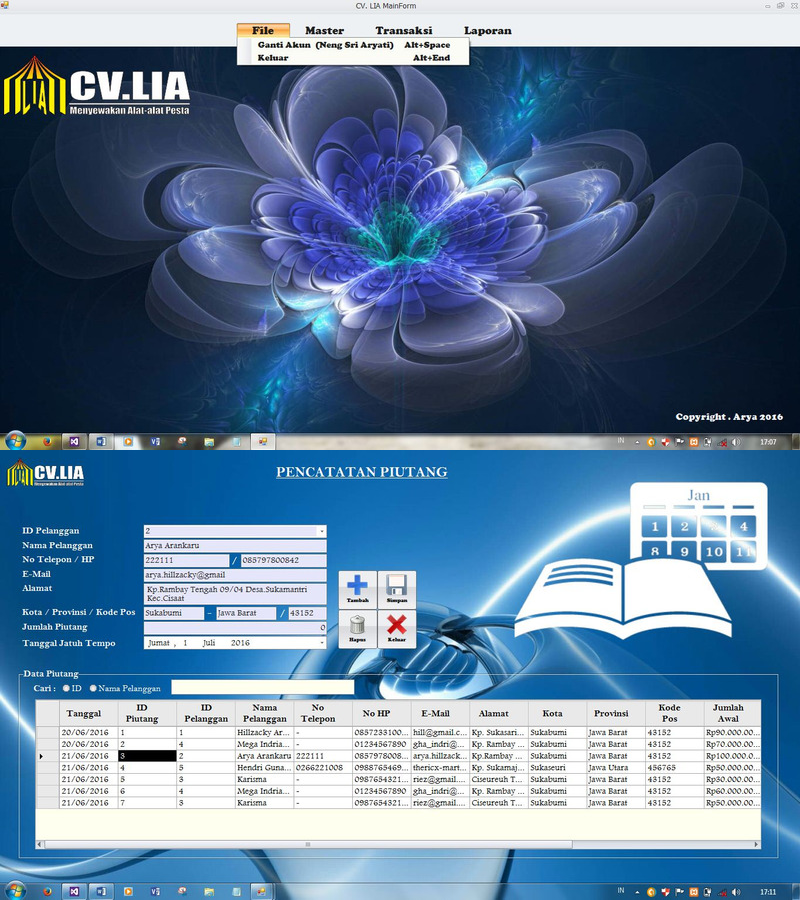 CV. LIA MainForm
File Master Transaksi Laporan
Ganti Akun (Neng Sri Aryati) Alt+Space
Keluar Alt+End
CV.LIA
Menyewakan Alat-alat Pesta
Copyright . Arya 2016
IN 17:07
CV.LIA
Menyewakan Alat-alat Pesta
PENCATATAN PIUTANG
Jan
1 2 3 4
8 9 10 11
ID Pelanggan 2
Nama Pelanggan Arya Arankaru
No Telepon / HP 222111 / 085797800842
E-Mail arya.hillzacky@gmail
Alamat Kp.Rambay Tengah 09/04 Desa.Sukamantri
Kec.Cisaat
Kota / Provinsi / Kode Pos Sukabumi - Jawa Barat / 43152
Jumlah Piutang 0
Tanggal Jatuh Tempo Jumat , 1 Juli 2016
Tambah Simpan
Hapus Keluar
Data Piutang
Cari : ID Nama Pelanggan
Tanggal ID Piutang ID Pelanggan Nama Pelanggan No Telepon No HP E-Mail Alamat Kota Provinsi Kode Pos Jumlah Awal
20/06/2016 1 1 Hillzacky Ar... - 0857233100... hill@gmail.c... Kp. Sukasari... Sukabumi Jawa Barat 43152 Rp90.000.00...
20/06/2016 2 4 Mega Indria... - 01234567890 gha_indri@... Kp. Rambay ... Sukabumi Jawa Barat 43152 Rp70.000.00...
21/06/2016 3 2 Arya Arankaru 222111 0857978008... arya.hillzack... Kp.Rambay ... Sukabumi Jawa Barat 43152 Rp100.000.0...
21/06/2016 4 5 Hendri Guna... 0266221008 0988765469... thericx-mart... Kp. Sukamaj... Sukaseuri Jawa Utara 456765 Rp50.000.00...
21/06/2016 5 3 Karisma - 0987654321... riez@gmail.... Ciseureuh T... Sukabumi Jawa Barat 43152 Rp30.000.00...
21/06/2016 6 4 Mega Indria... - 01234567890 gha_indri@... Kp. Rambay ... Sukabumi Jawa Barat 43152 Rp60.000.00...
21/06/2016 7 3 Karisma - 0987654321... riez@gmail.... Ciseureuh T... Sukabumi Jawa Barat 43152 Rp50.000.00...
IN 17:11